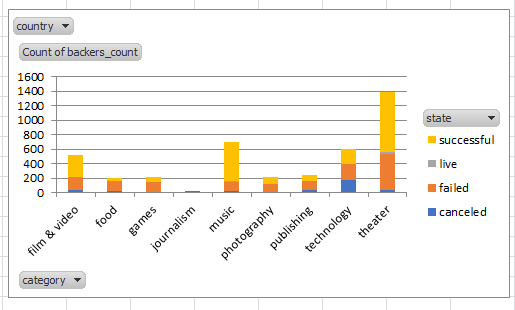 country
Count of backers_count
1600
1400
1200
1000
800
600
400
200
0
film & video
food
games
journalism
music
photography
publishing
technology
theater
state
successful
live
failed
canceled
category